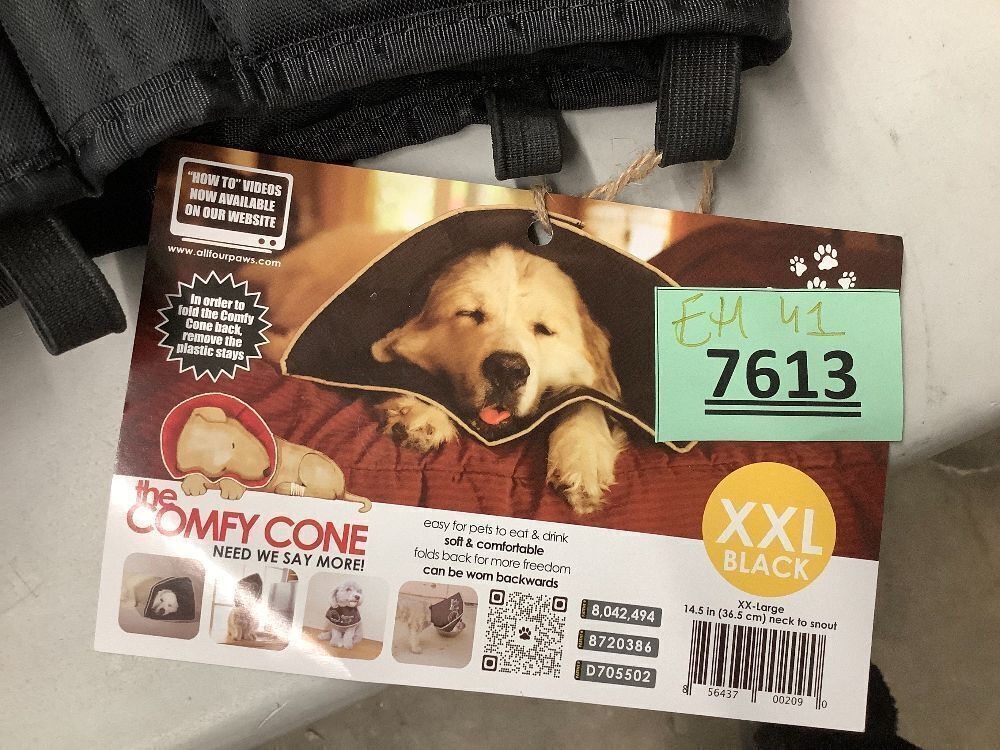 "HOW TO" VIDEOS
NOW AVAILABLE
ON OUR WEBSITE
www.allfourpaws.com
In order to
fold the Comfy
Cone back,
remove the
plastic stays
EH 41
7613
the
COMFY CONE
NEED WE SAY MORE!
easy for pets to eat & drink
soft & comfortable
folds back for more freedom
can be worn backwards
8,042,494
8720386
D705502
XXL
BLACK
XX-Large
14.5 in (36.5 cm) neck to snout
8 56437 00209 0